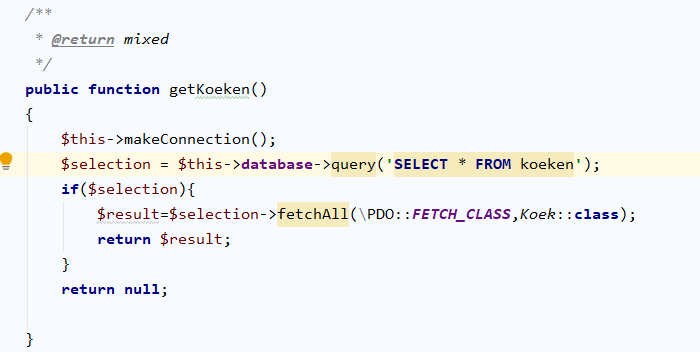 /**
 * @return mixed
 */
public function getKoeken()
{
    $this->makeConnection();
    $selection = $this->database->query('SELECT * FROM koeken');
    if($selection){
        $result=$selection->fetchAll(\PDO::FETCH_CLASS,Koek::class);
        return $result;
    }
    return null;

}